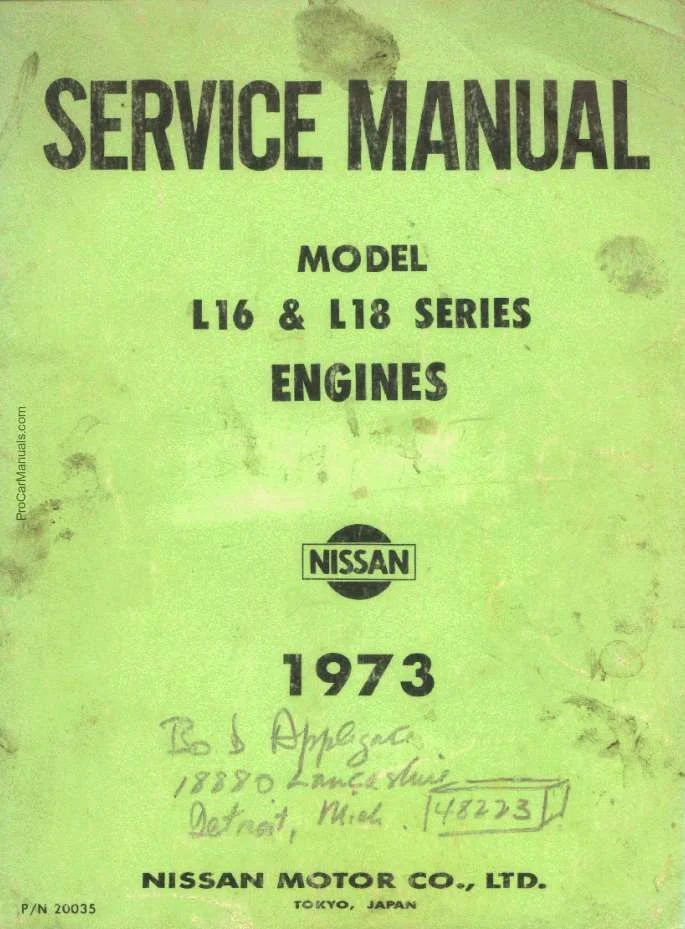 SERVICE MANUAL
MODEL
L16 & L18 SERIES
ENGINES
ProCarManuals.com
NISSAN
1973
Bob Applegate
18880 Lancashire
Detroit, Mich. 48223
NISSAN MOTOR CO., LTD.
TOKYO, JAPAN
P/N 20035